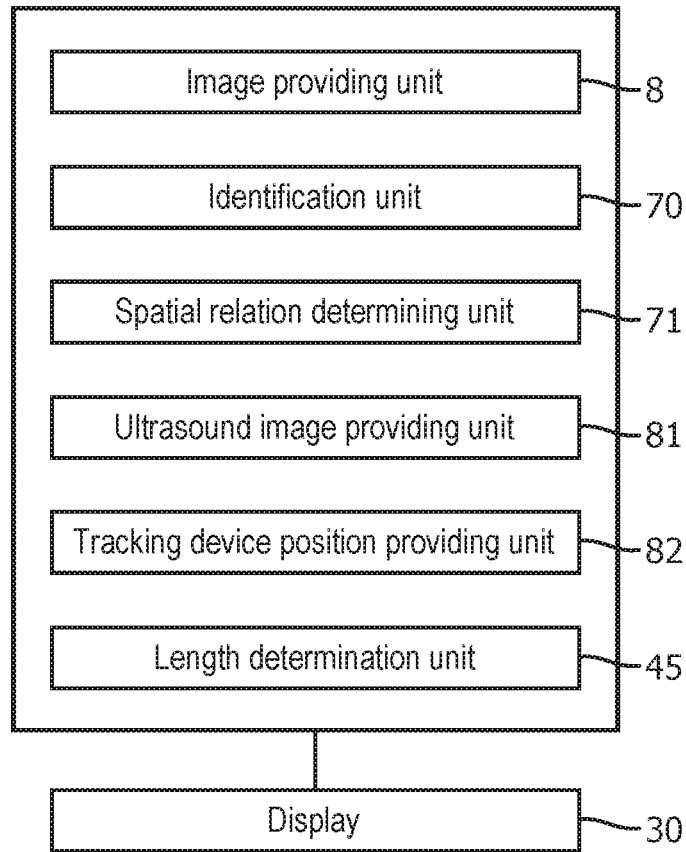 Image providing unit 8
Identification unit 70
Spatial relation determining unit 71
Ultrasound image providing unit 81
Tracking device position providing unit 82
Length determination unit 45
Display 30